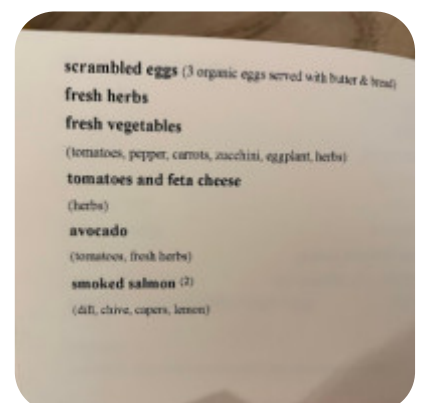 scrambled eggs (3 organic eggs served with butter & bread)
fresh herbs
fresh vegetables
(tomatoes, pepper, carrots, zucchini, eggplant, herbs)
tomatoes and feta cheese
(herbs)
avocado
(tomatoes, fresh herbs)
smoked salmon (2)
(dill, chive, capers, lemon)